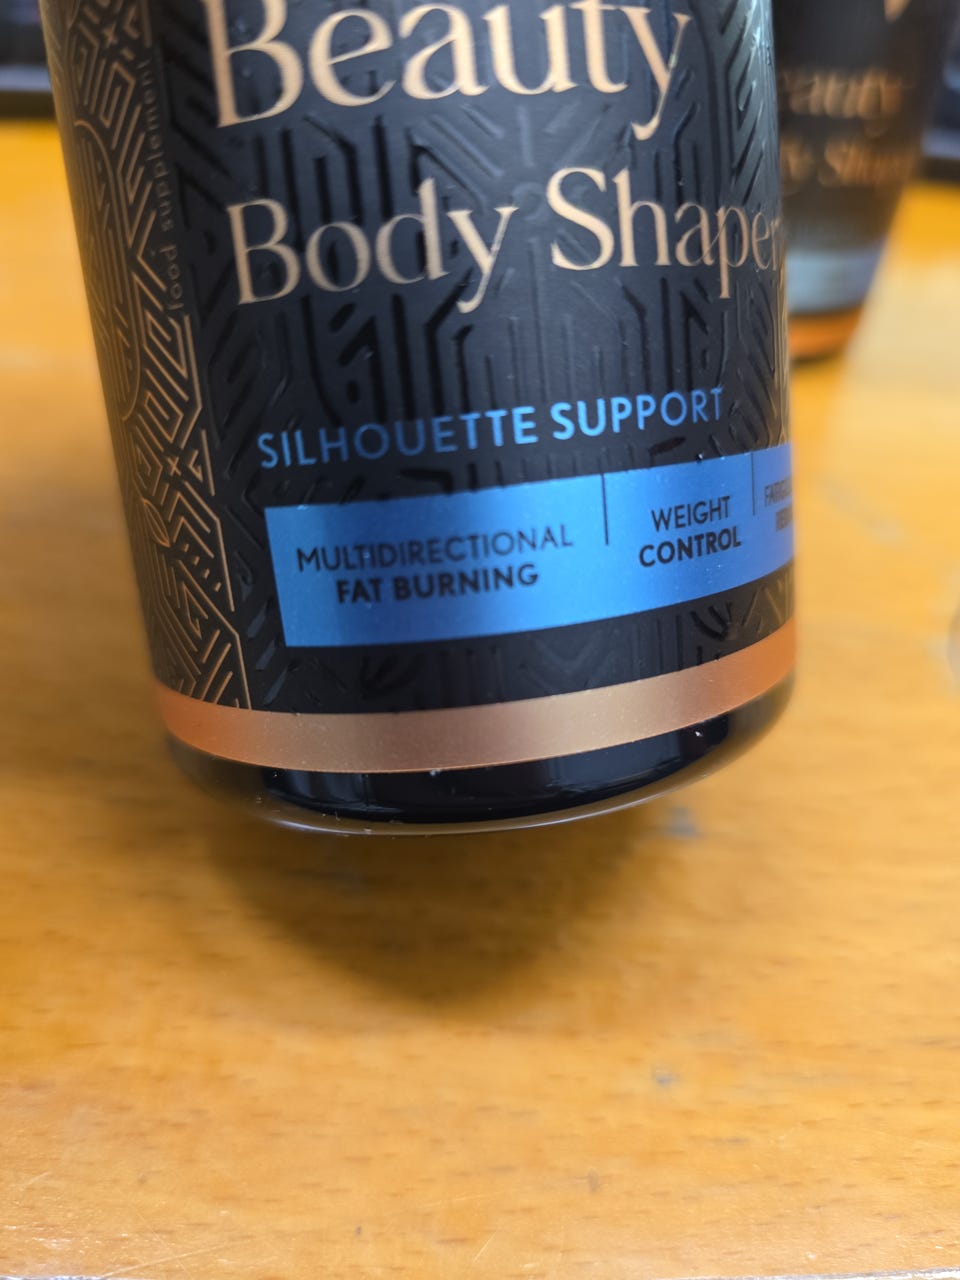 Beauty
Body Shaper
food supplement
SILHOUETTE SUPPORT
MULTIDIRECTIONAL
FAT BURNING
WEIGHT
CONTROL